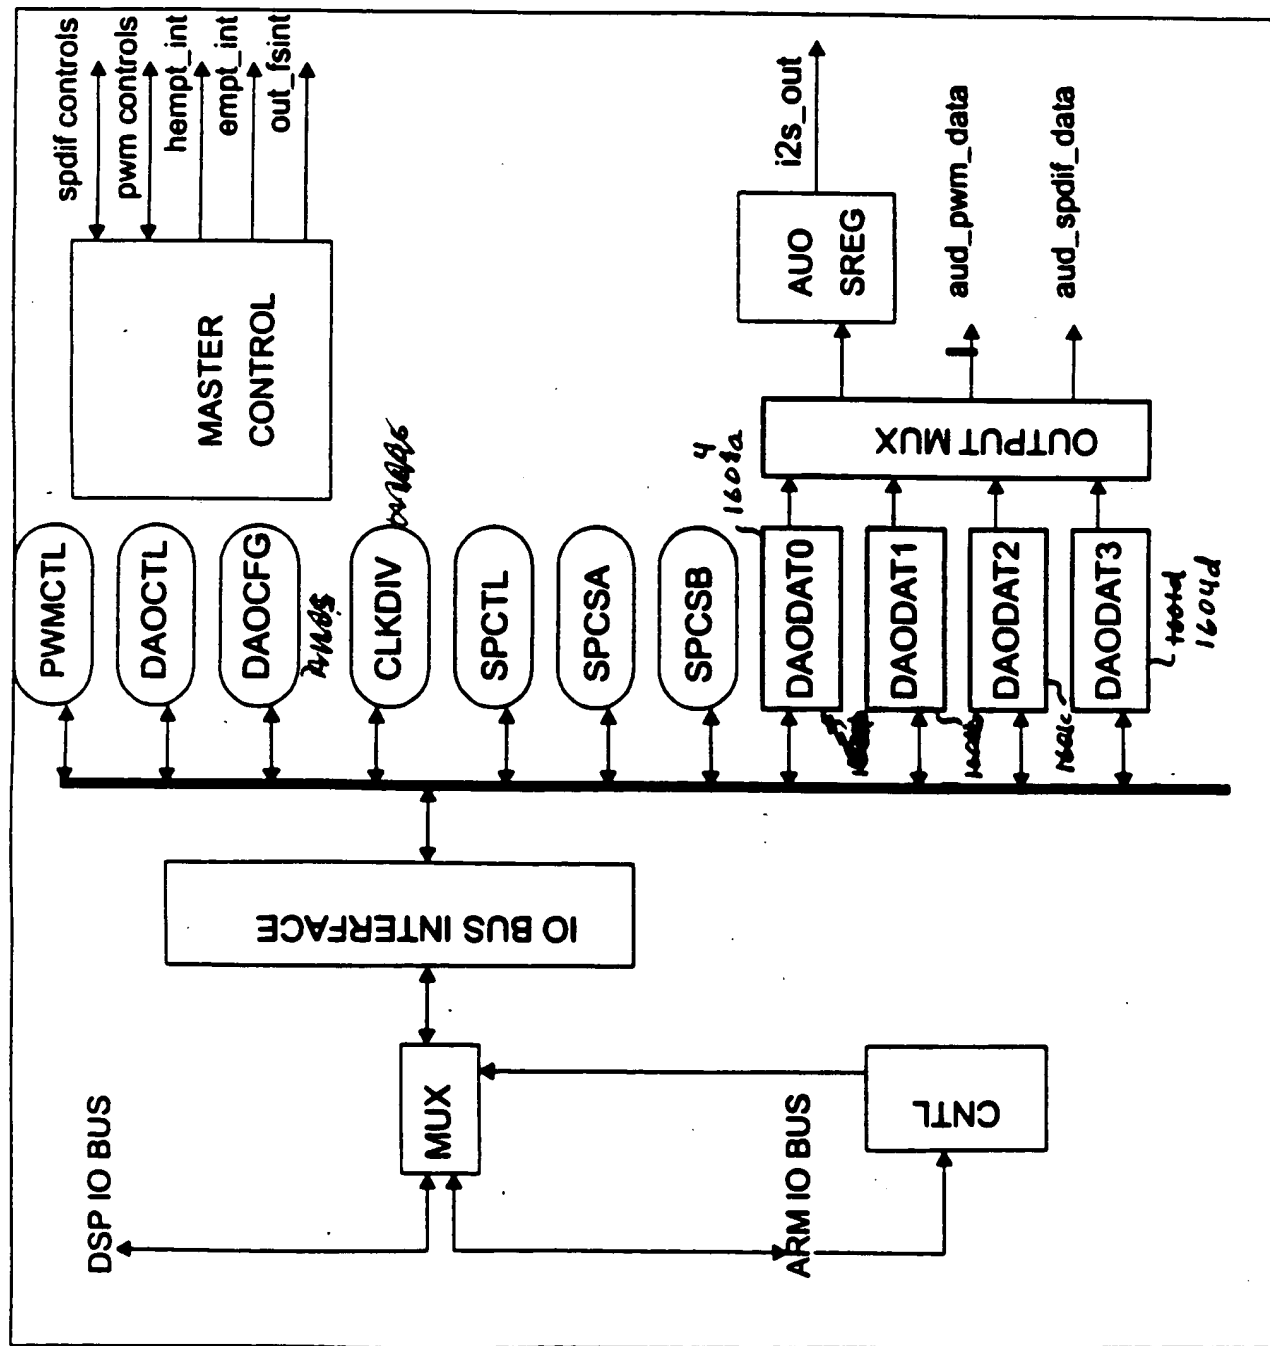 spdif controls
pwm controls
hempt_int
empt_int
out_fsint
MASTER
CONTROL
PWMCTL
DAOCTL
DAOCFG
CLKDIV
SPCTL
SPCSA
SPCSB
DAODAT0
DAODAT1
DAODAT2
DAODAT3
1604d
OUTPUT MUX
AUO
SREG
i2s_out
aud_pwm_data
aud_spdif_data
IO BUS INTERFACE
MUX
CNTL
DSP IO BUS
ARM IO BUS